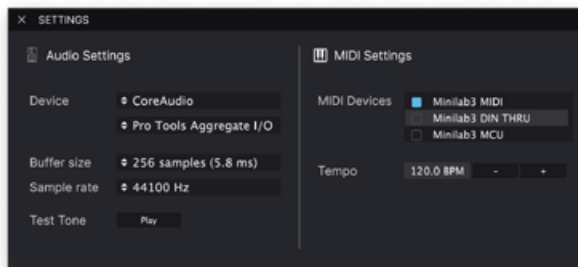 × SETTINGS
Audio Settings
Device
CoreAudio
Pro Tools Aggregate I/O
Buffer size
256 samples (5.8 ms)
Sample rate
44100 Hz
Test Tone
Play
MIDI Settings
MIDI Devices
Minilab3 MIDI
Minilab3 DIN THRU
Minilab3 MCU
Tempo
120.0 BPM
-
+